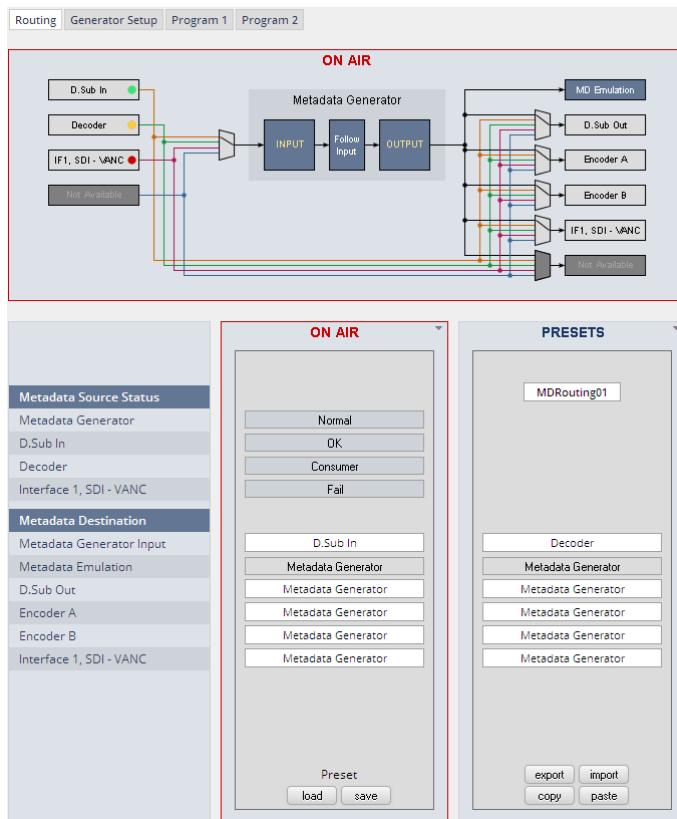 Routing Generator Setup Program 1 Program 2
ON AIR
D.Sub In
Decoder
IF1, SDI - VANC
Not Available
Metadata Generator
INPUT
Follow
Input
OUTPUT
MD Emulation
D.Sub Out
Encoder A
Encoder B
IF1, SDI - VANC
Not Available
ON AIR
PRESETS
MDRouting01
Metadata Source Status
Metadata Generator Normal
D.Sub In OK
Decoder Consumer
Interface 1, SDI - VANC Fail
Metadata Destination
Metadata Generator Input D.Sub In Decoder
Metadata Emulation Metadata Generator Metadata Generator
D.Sub Out Metadata Generator Metadata Generator
Encoder A Metadata Generator Metadata Generator
Encoder B Metadata Generator Metadata Generator
Interface 1, SDI - VANC Metadata Generator Metadata Generator
Preset
load save
export import
copy paste